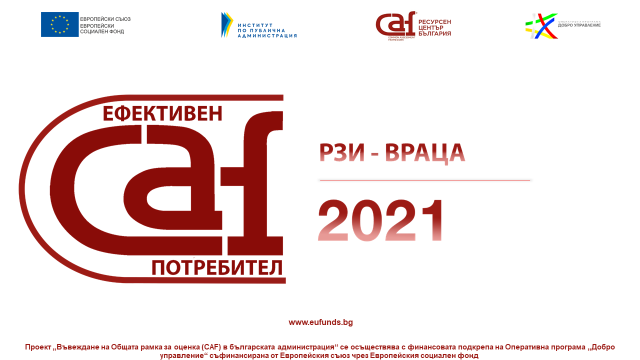 ЕВРОПЕЙСКИ СЪЮЗ
ЕВРОПЕЙСКИ
СОЦИАЛЕН ФОНД
ИНСТИТУТ
ПО ПУБЛИЧНА
АДМИНИСТРАЦИЯ
caf
РЕСУРСЕН
ЦЕНТЪР
БЪЛГАРИЯ
ДОБРО УПРАВЛЕНИЕ
ЕФЕКТИВЕН
caf
ПОТРЕБИТЕЛ
РЗИ - ВРАЦА
2021
www.eufunds.bg
Проект „Въвеждане на Общата рамка за оценка (CAF) в българската администрация“ се осъществява с финансовата подкрепа на Оперативна програма „Добро
управление“ съфинансирана от Европейския съюз чрез Европейския социален фонд